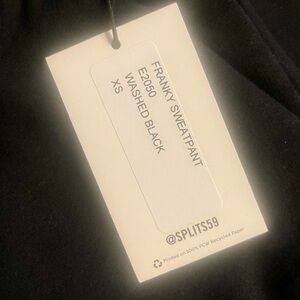 FRANKY SWEATPANT
E2050
WASHED BLACK
XS
@SPLITS59
Printed on 100% PCW Recycled Paper